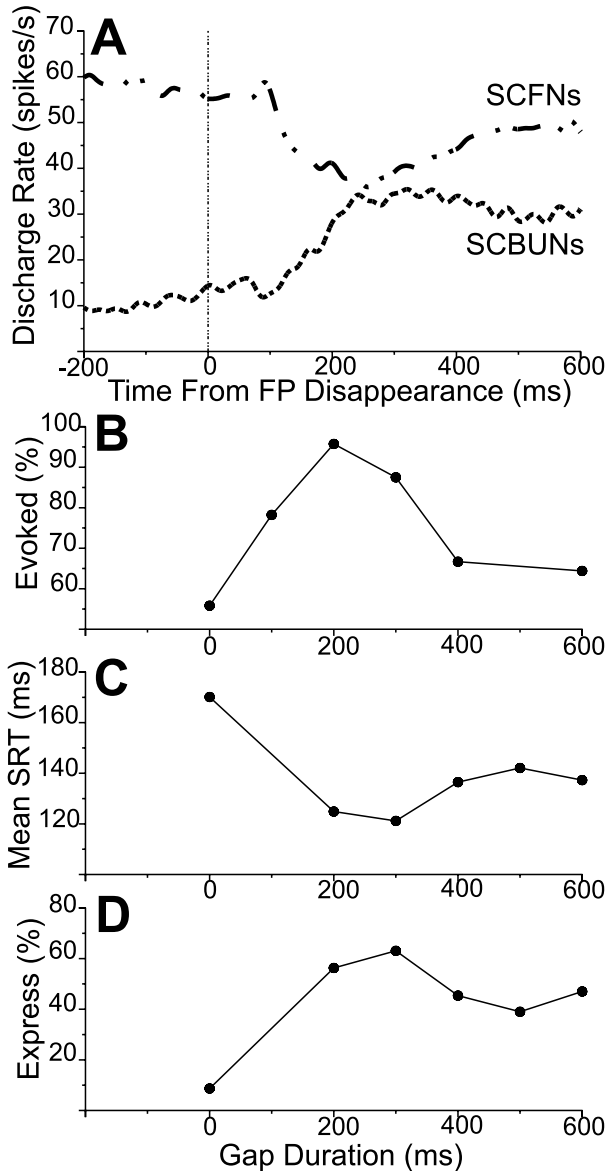 A
Discharge Rate (spikes/s)
70
60
50
40
30
20
10
SCFNs
SCBUNs
-200 0 200 400 600
Time From FP Disappearance (ms)
B
Evoked (%)
100
90
80
70
60
0 200 400 600
C
Mean SRT (ms)
180
160
140
120
0 200 400 600
D
Express (%)
80
60
40
20
0 200 400 600
Gap Duration (ms)